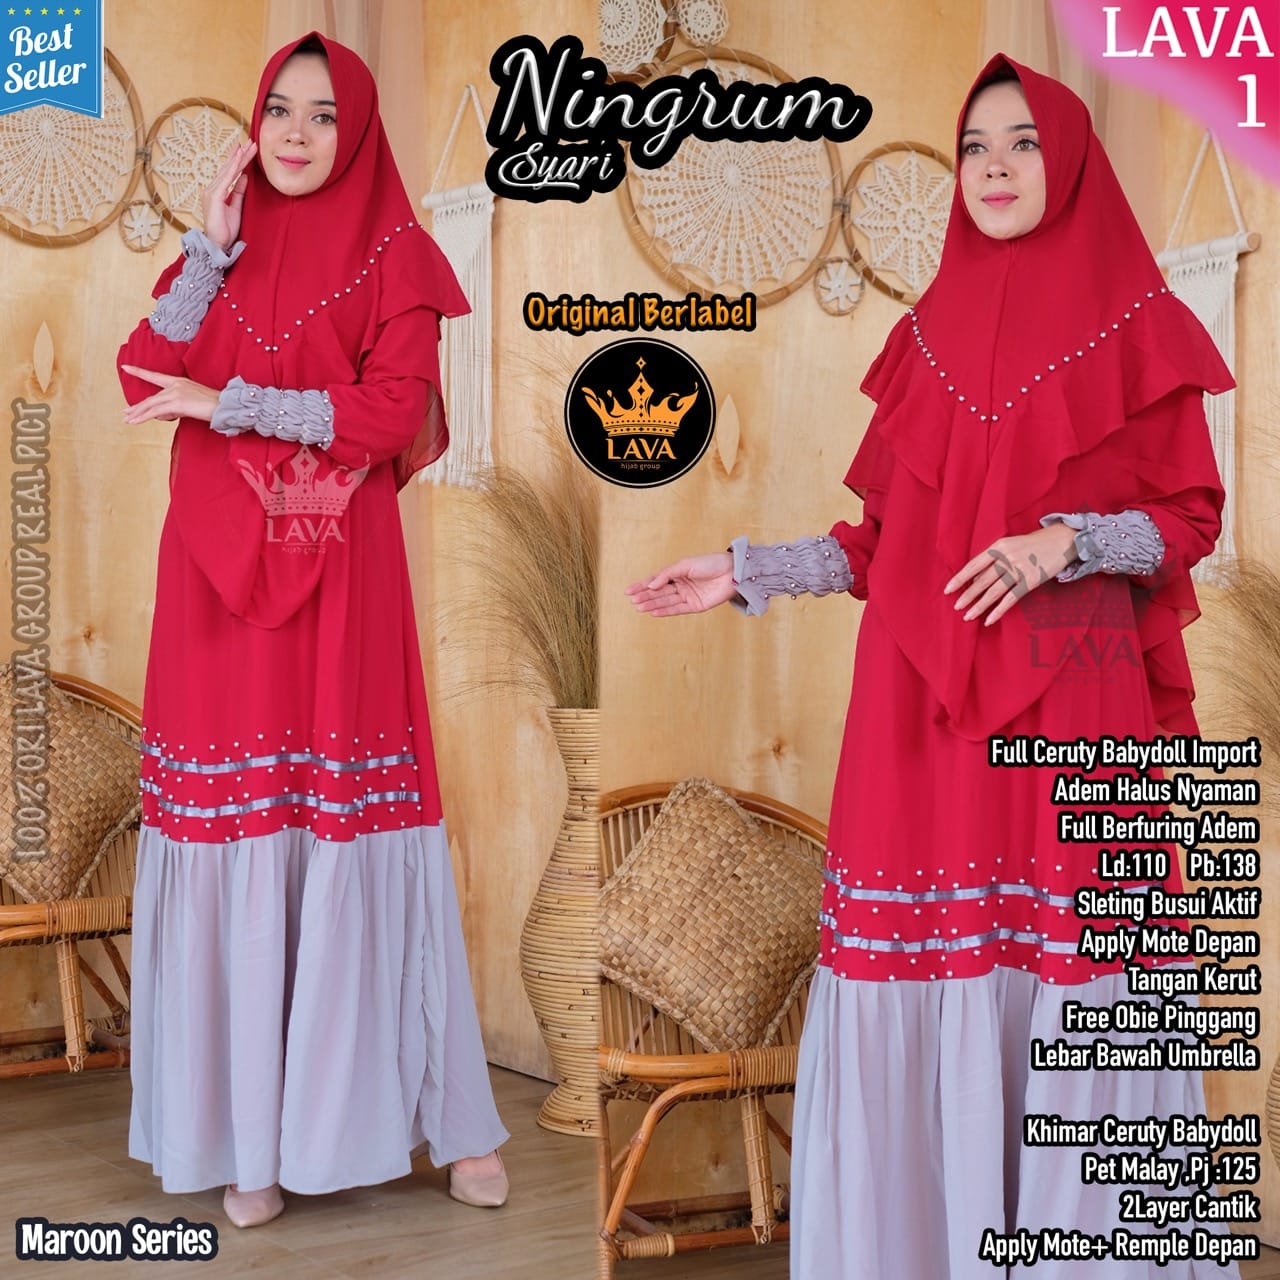 Best
Seller
Ningrum
Syar'i
LAVA
1
Original Berlabel
LAVA
hijab group
LAVA
hijab group
LAVA
100% ORI LAVA GROUP REAL PICT
Full Ceruty Babydoll Import
Adem Halus Nyaman
Full Berfuring Adem
Ld:110 Pb:138
Sleting Busui Aktif
Apply Mote Depan
Tangan Kerut
Free Obie Pinggang
Lebar Bawah Umbrella
Khimar Ceruty Babydoll
Pet Malay ,Pj :125
2Layer Cantik
Apply Mote+ Remple Depan
Maroon Series